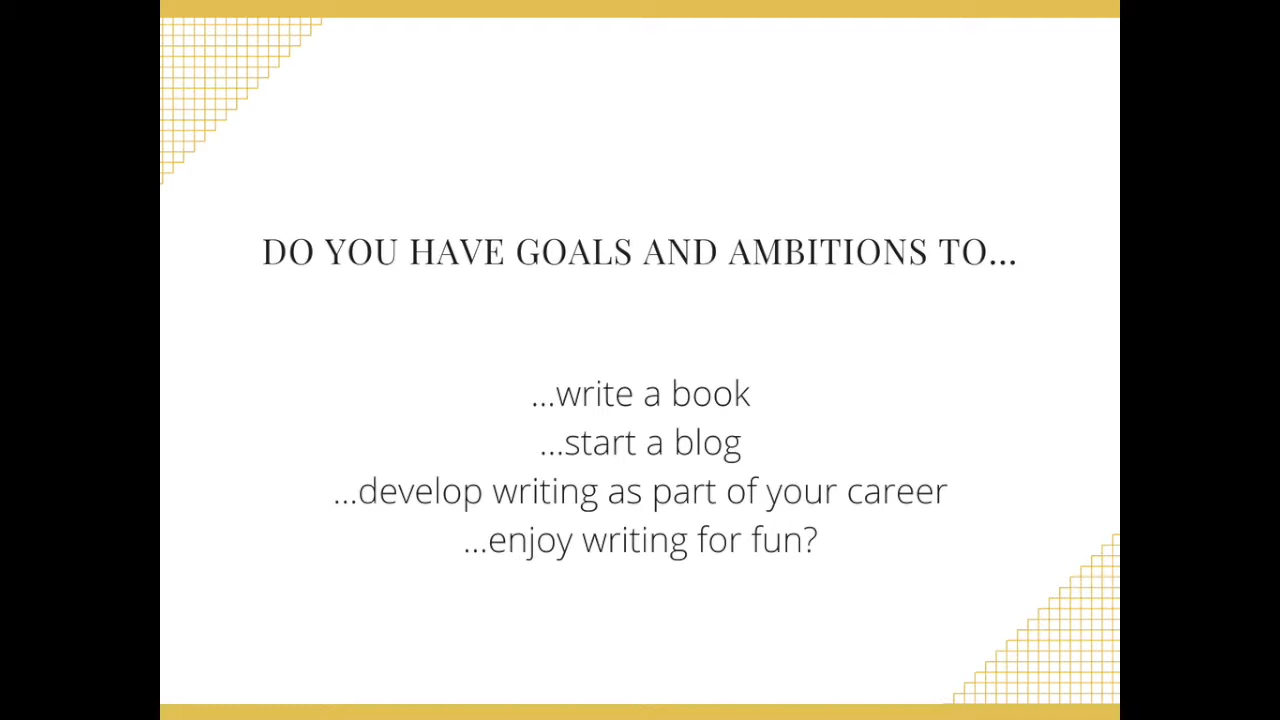 DO YOU HAVE GOALS AND AMBITIONS TO...
...write a book
...start a blog
...develop writing as part of your career
...enjoy writing for fun?